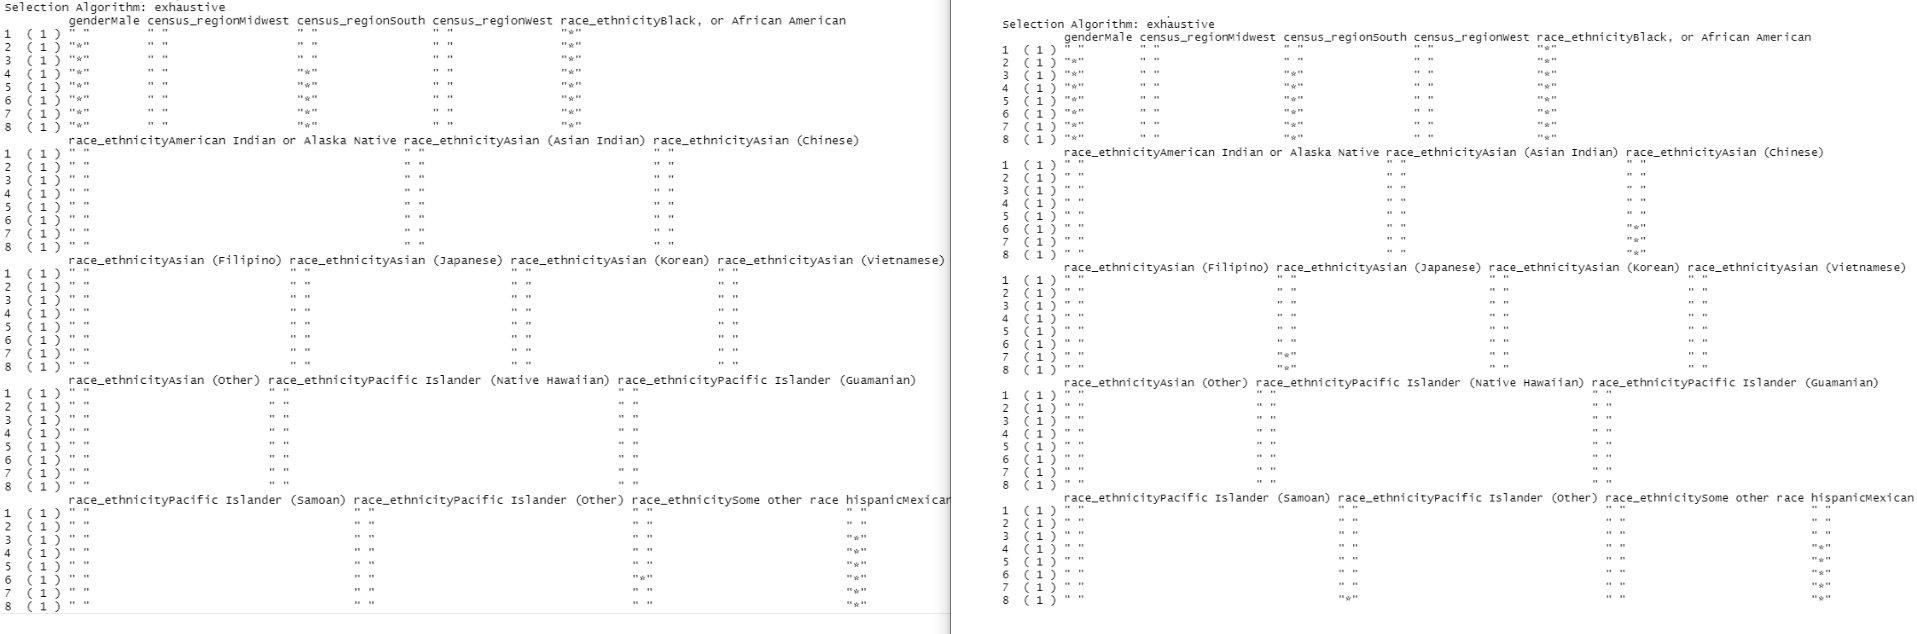 Selection Algorithm: exhaustive
genderMale census_regionMidwest census_regionSouth census_regionWest race_ethnicityBlack, or African American
1 ( 1 ) " " " " " " " " "*"
2 ( 1 ) "*" " " " " " " "*"
3 ( 1 ) "*" " " " " " " "*"
4 ( 1 ) "*" " " "*" " " "*"
5 ( 1 ) "*" " " "*" " " "*"
6 ( 1 ) "*" " " "*" " " "*"
7 ( 1 ) "*" " " "*" " " "*"
8 ( 1 ) "*" " " "*" " " "*"
race_ethnicityAmerican Indian or Alaska Native race_ethnicityAsian (Asian Indian) race_ethnicityAsian (Chinese)
1 ( 1 ) " " " " " "
2 ( 1 ) " " " " " "
3 ( 1 ) " " " " " "
4 ( 1 ) " " " " " "
5 ( 1 ) " " " " " "
6 ( 1 ) " " " " " "
7 ( 1 ) " " " " " "
8 ( 1 ) " " " " " "
race_ethnicityAsian (Filipino) race_ethnicityAsian (Japanese) race_ethnicityAsian (Korean) race_ethnicityAsian (Vietnamese)
1 ( 1 ) " " " " " " " "
2 ( 1 ) " " " " " " " "
3 ( 1 ) " " " " " " " "
4 ( 1 ) " " " " " " " "
5 ( 1 ) " " " " " " " "
6 ( 1 ) " " " " " " " "
7 ( 1 ) " " " " " " " "
8 ( 1 ) " " " " " " " "
race_ethnicityAsian (Other) race_ethnicityPacific Islander (Native Hawaiian) race_ethnicityPacific Islander (Guamanian)
1 ( 1 ) " " " " " "
2 ( 1 ) " " " " " "
3 ( 1 ) " " " " " "
4 ( 1 ) " " " " " "
5 ( 1 ) " " " " " "
6 ( 1 ) " " " " " "
7 ( 1 ) " " " " " "
8 ( 1 ) " " " " " "
race_ethnicityPacific Islander (Samoan) race_ethnicityPacific Islander (Other) race_ethnicitySome other race hispanicMexican
1 ( 1 ) " " " " " " " "
2 ( 1 ) " " " " " " " "
3 ( 1 ) " " " " " " "*"
4 ( 1 ) " " " " " " "*"
5 ( 1 ) " " " " " " "*"
6 ( 1 ) " " " " "*" "*"
7 ( 1 ) " " " " " " "*"
8 ( 1 ) " " " " " " "*"
Selection Algorithm: exhaustive
genderMale census_regionMidwest census_regionSouth census_regionWest race_ethnicityBlack, or African American
1 ( 1 ) " " " " " " " " "*"
2 ( 1 ) "*" " " " " " " "*"
3 ( 1 ) "*" " " "*" " " "*"
4 ( 1 ) "*" " " "*" " " "*"
5 ( 1 ) "*" " " "*" " " "*"
6 ( 1 ) "*" " " "*" " " "*"
7 ( 1 ) "*" " " "*" " " "*"
8 ( 1 ) "*" " " "*" " " "*"
race_ethnicityAmerican Indian or Alaska Native race_ethnicityAsian (Asian Indian) race_ethnicityAsian (Chinese)
1 ( 1 ) " " " " " "
2 ( 1 ) " " " " " "
3 ( 1 ) " " " " " "
4 ( 1 ) " " " " " "
5 ( 1 ) " " " " " "
6 ( 1 ) " " " " "*"
7 ( 1 ) " " " " "*"
8 ( 1 ) " " " " "*"
race_ethnicityAsian (Filipino) race_ethnicityAsian (Japanese) race_ethnicityAsian (Korean) race_ethnicityAsian (Vietnamese)
1 ( 1 ) " " " " " " " "
2 ( 1 ) " " " " " " " "
3 ( 1 ) " " " " " " " "
4 ( 1 ) " " " " " " " "
5 ( 1 ) " " " " " " " "
6 ( 1 ) " " " " " " " "
7 ( 1 ) " " "*" " " " "
8 ( 1 ) " " "*" " " " "
race_ethnicityAsian (Other) race_ethnicityPacific Islander (Native Hawaiian) race_ethnicityPacific Islander (Guamanian)
1 ( 1 ) " " " " " "
2 ( 1 ) " " " " " "
3 ( 1 ) " " " " " "
4 ( 1 ) " " " " " "
5 ( 1 ) " " " " " "
6 ( 1 ) " " " " " "
7 ( 1 ) " " " " " "
8 ( 1 ) " " " " " "
race_ethnicityPacific Islander (Samoan) race_ethnicityPacific Islander (Other) race_ethnicitySome other race hispanicMexican
1 ( 1 ) " " " " " " " "
2 ( 1 ) " " " " " " " "
3 ( 1 ) " " " " " " " "
4 ( 1 ) " " " " " " "*"
5 ( 1 ) " " " " " " "*"
6 ( 1 ) " " " " " " "*"
7 ( 1 ) " " " " " " "*"
8 ( 1 ) " " "*" " " "*"